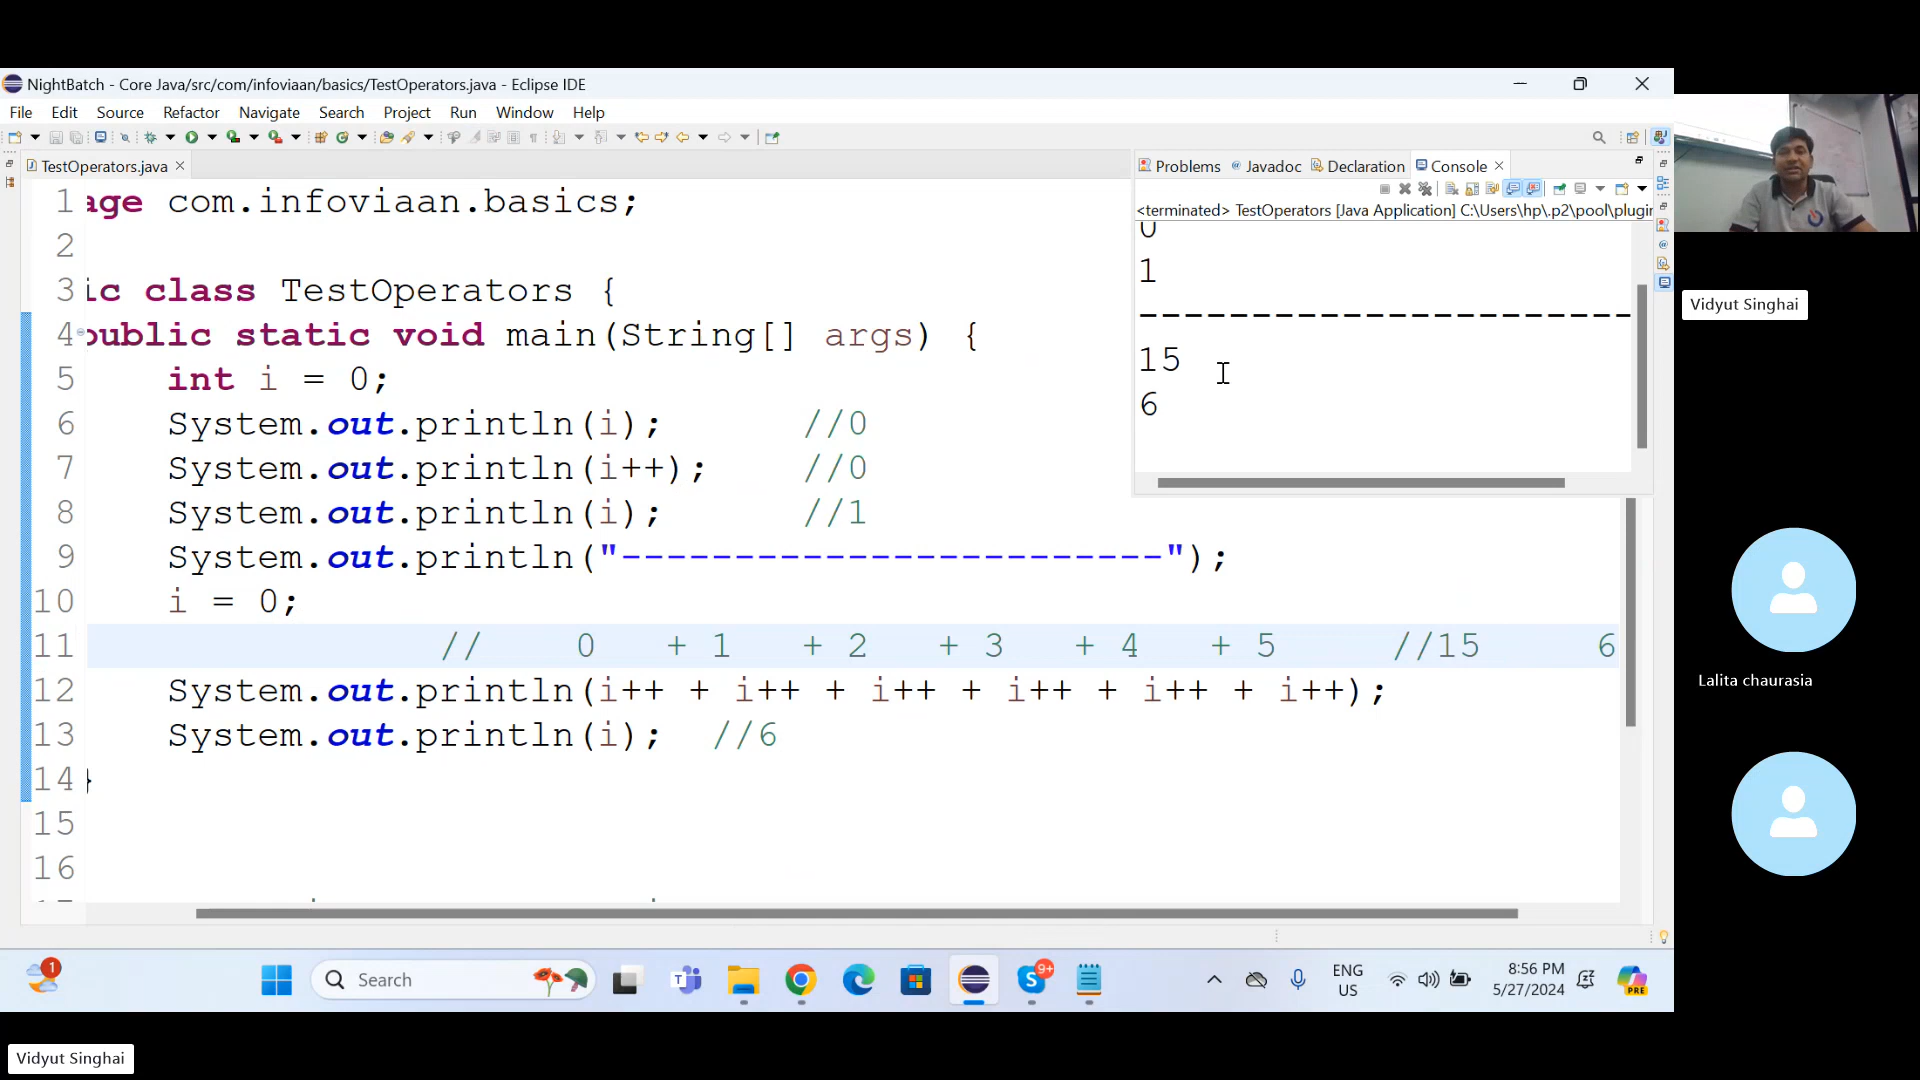 NightBatch - Core Java/src/com/infoviaan/basics/TestOperators.java - Eclipse IDE
File Edit Source Refactor Navigate Search Project Run Window Help
TestOperators.java
1 age com.infoviaan.basics;
2
3 ic class TestOperators {
4 public static void main(String[] args) {
5 int i = 0;
6 System.out.println(i); //0
7 System.out.println(i++); //0
8 System.out.println(i); //1
9 System.out.println("------------------------");
10 i = 0;
11 // 0 + 1 + 2 + 3 + 4 + 5 //15 6
12 System.out.println(i++ + i++ + i++ + i++ + i++ + i++);
13 System.out.println(i); //6
14 }
15
16
Problems Javadoc Declaration Console
<terminated> TestOperators [Java Application] C:\Users\hp\.p2\pool\plugin
0
1
----------------------
15
6
Vidyut Singhai
Lalita chaurasia
1
Search
9+
ENG
US
8:56 PM
5/27/2024
PRE
Vidyut Singhai